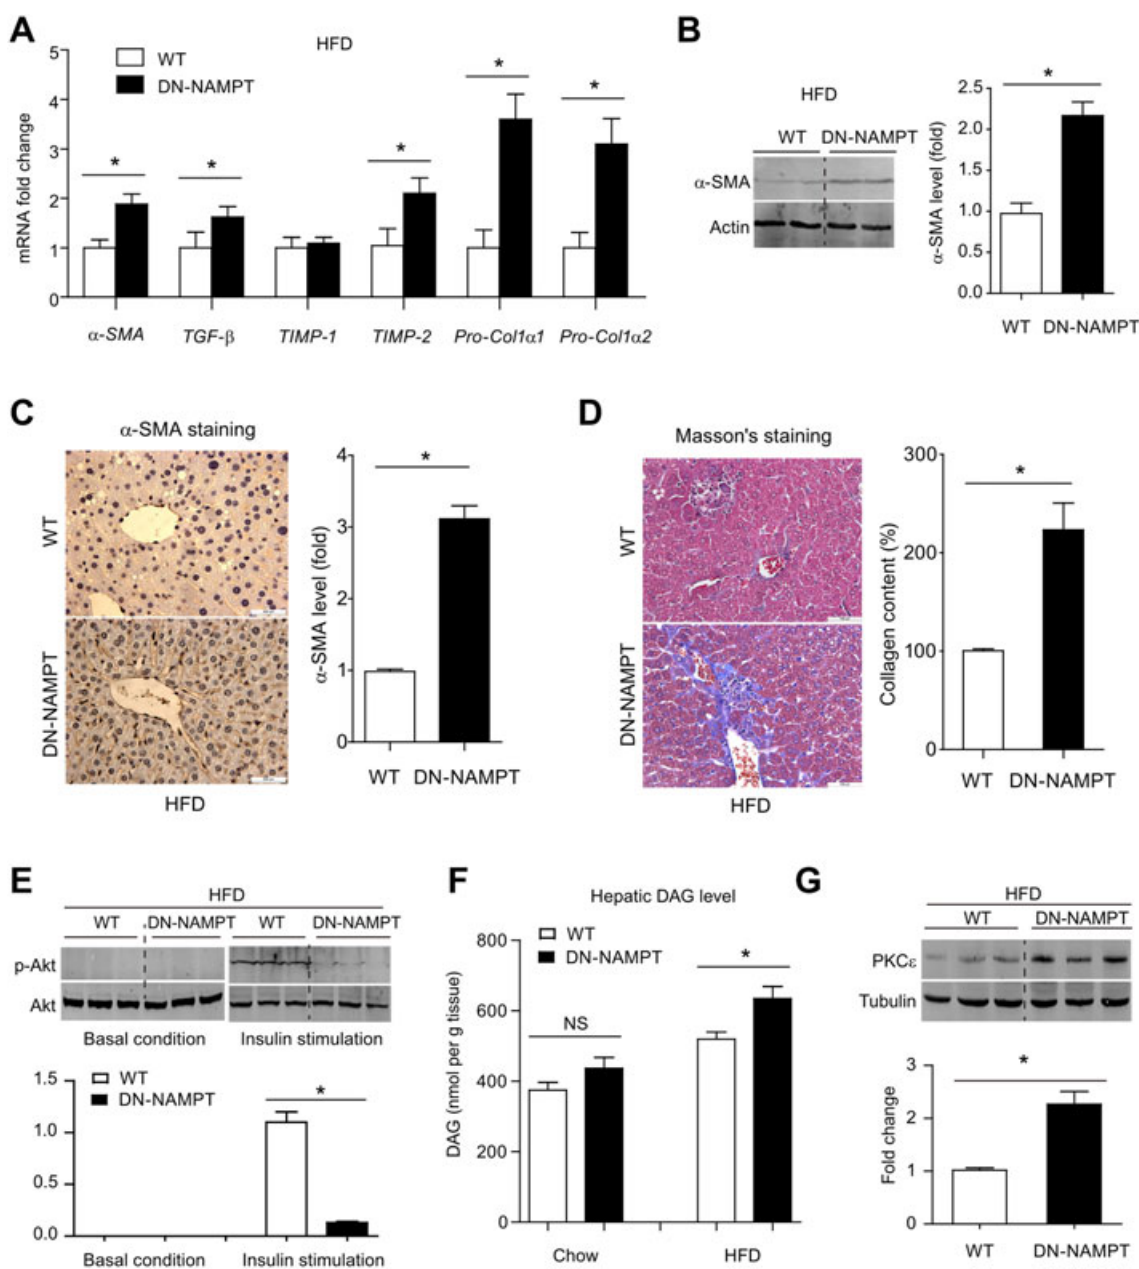 A
HFD
WT
DN-NAMPT
mRNA fold change
5
4
3
2
1
0
*
*
*
*
*
α-SMA TGF-β TIMP-1 TIMP-2 Pro-Col1α1 Pro-Col1α2
B
HFD
WT DN-NAMPT
α-SMA
Actin
α-SMA level (fold)
2.5
2.0
1.5
1.0
0.5
0.0
*
WT DN-NAMPT
C
α-SMA staining
WT
DN-NAMPT
HFD
α-SMA level (fold)
4
3
2
1
0
*
WT DN-NAMPT
D
Masson's staining
WT
DN-NAMPT
HFD
Collagen content (%)
300
200
100
0
*
WT DN-NAMPT
E
HFD
WT DN-NAMPT WT DN-NAMPT
p-Akt
Akt
Basal condition Insulin stimulation
1.5
1.0
0.5
0.0
WT
DN-NAMPT
*
Basal condition Insulin stimulation
F
Hepatic DAG level
WT
DN-NAMPT
DAG (nmol per g tissue)
800
600
400
200
0
NS
*
Chow HFD
G
HFD
WT DN-NAMPT
PKCε
Tubulin
Fold change
3
2
1
0
*
WT DN-NAMPT